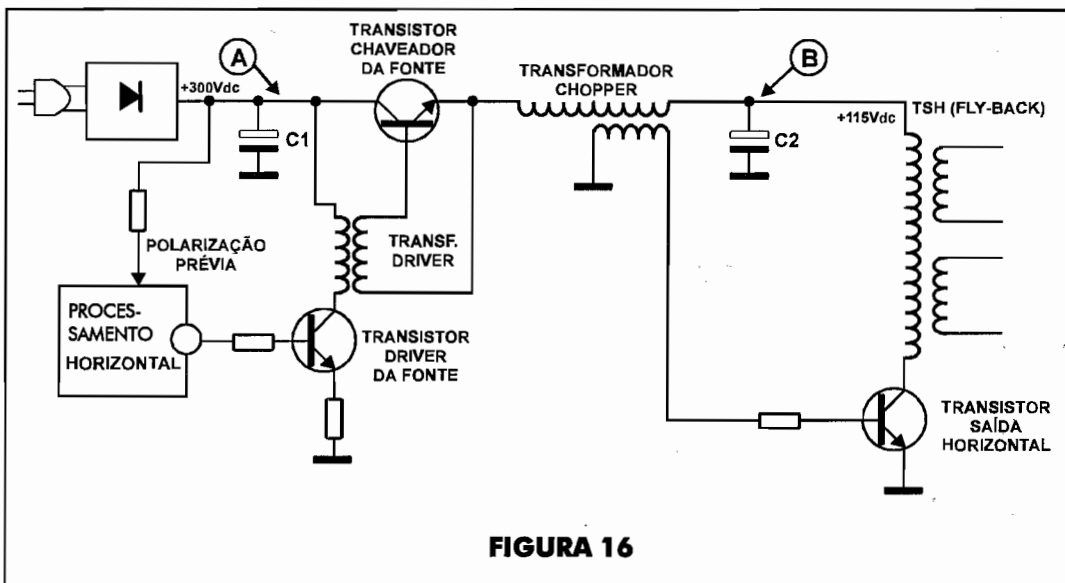 TRANSISTOR
CHAVEADOR
DA FONTE
A
+300Vdc
C1
TRANSFORMADOR
CHOPPER
B
+115Vdc
TSH (FLY-BACK)
C2
POLARIZAÇÃO
PRÉVIA
TRANSF.
DRIVER
PROCES-
SAMENTO
HORIZONTAL
TRANSISTOR
DRIVER
DA FONTE
TRANSISTOR
SAÍDA
HORIZONTAL
FIGURA 16